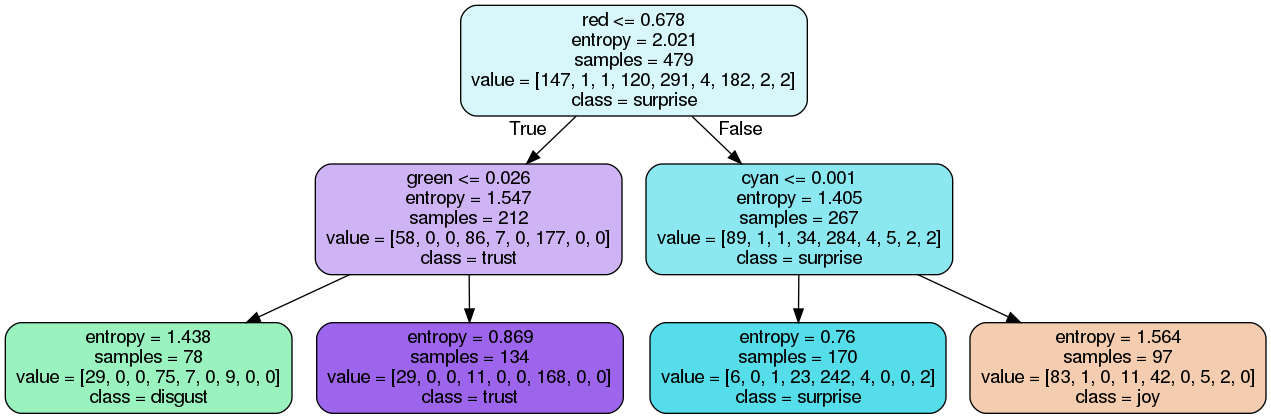 red <= 0.678
entropy = 2.021
samples = 479
value = [147, 1, 1, 120, 291, 4, 182, 2, 2]
class = surprise
True
False
green <= 0.026
entropy = 1.547
samples = 212
value = [58, 0, 0, 86, 7, 0, 177, 0, 0]
class = trust
cyan <= 0.001
entropy = 1.405
samples = 267
value = [89, 1, 1, 34, 284, 4, 5, 2, 2]
class = surprise
entropy = 1.438
samples = 78
value = [29, 0, 0, 75, 7, 0, 9, 0, 0]
class = disgust
entropy = 0.869
samples = 134
value = [29, 0, 0, 11, 0, 0, 168, 0, 0]
class = trust
entropy = 0.76
samples = 170
value = [6, 0, 1, 23, 242, 4, 0, 0, 2]
class = surprise
entropy = 1.564
samples = 97
value = [83, 1, 0, 11, 42, 0, 5, 2, 0]
class = joy